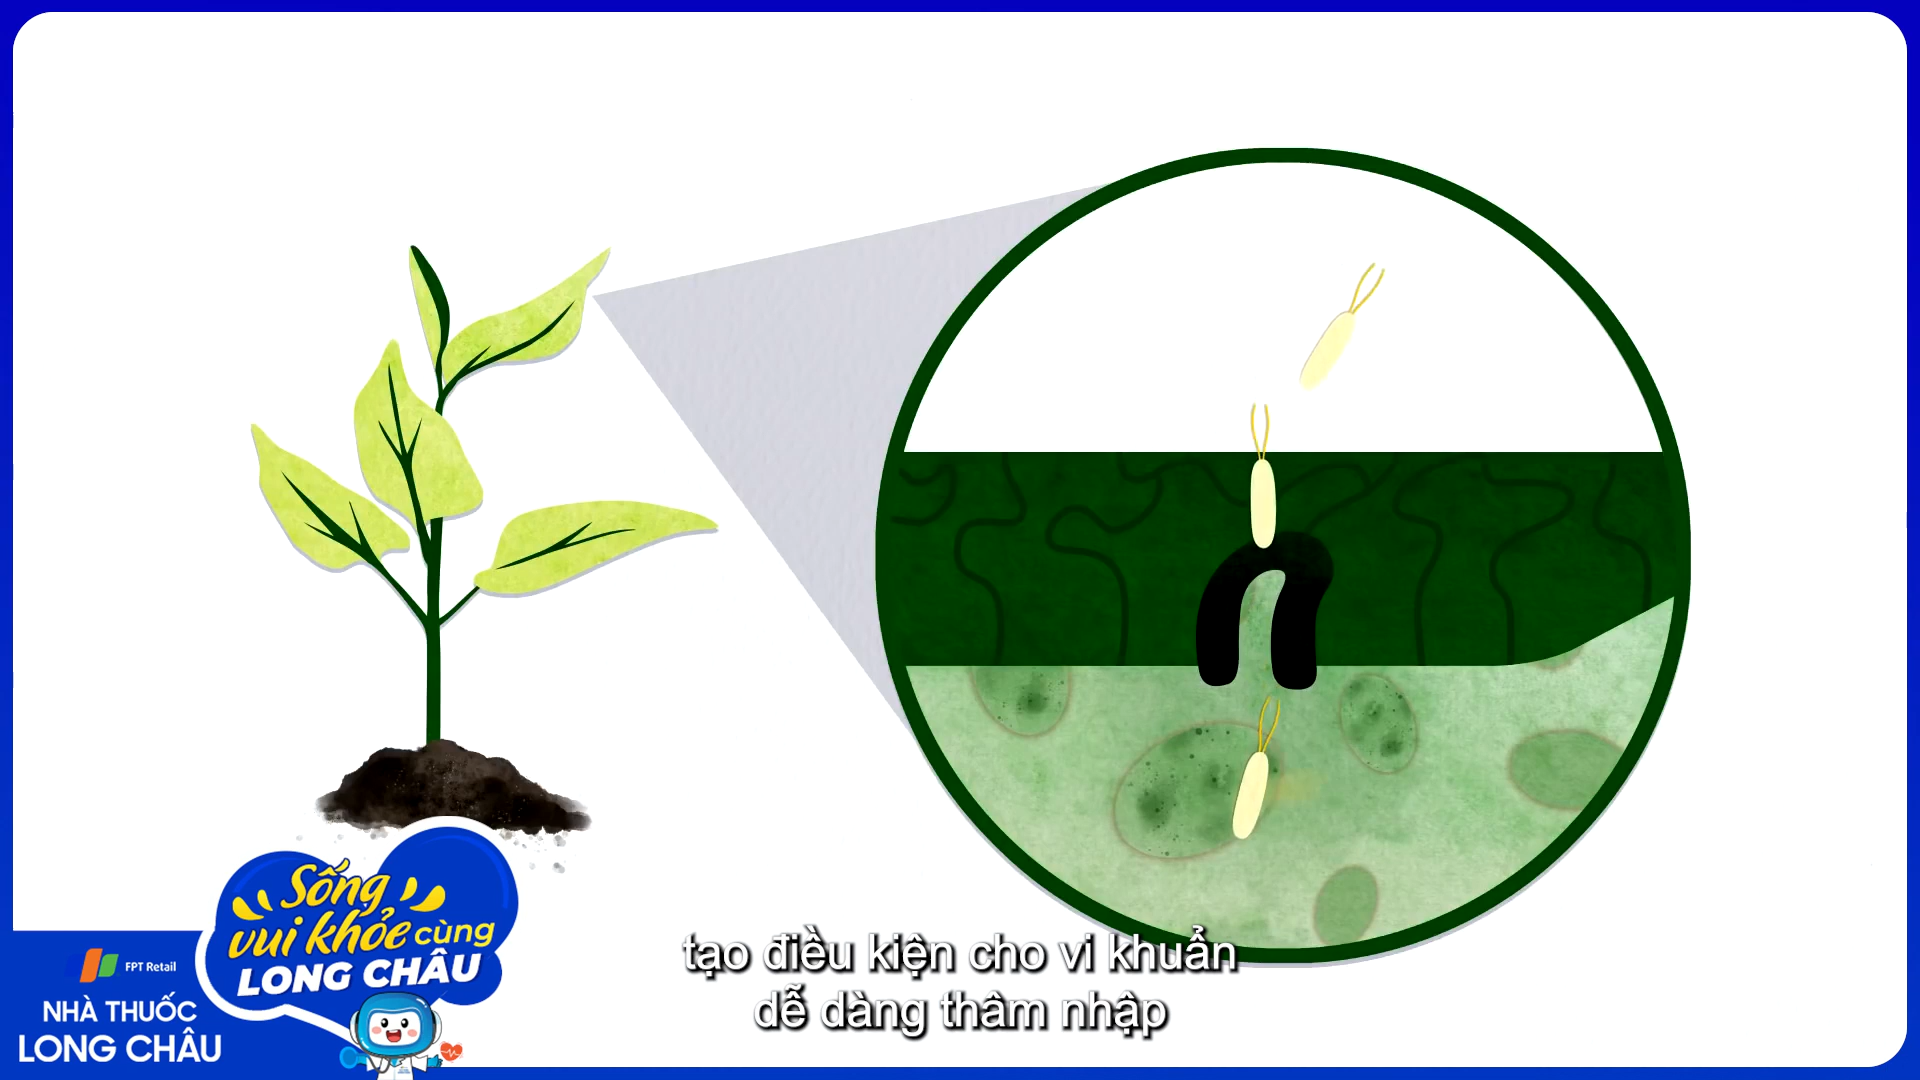 Sống
vui khỏe cùng
LONG CHÂU
FPT Retail
NHÀ THUỐC
LONG CHÂU
tạo điều kiện cho vi khuẩn
dễ dàng thâm nhập